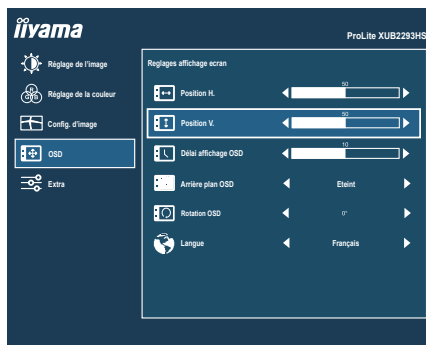 iiyama
ProLite XUB2293HS
Réglage de l'image
Réglage de la couleur
Config. d'image
OSD
Extra
Reglages affichage ecran
Position H.
50
Position V.
50
Délai affichage OSD
10
Arrière plan OSD
Eteint
Rotation OSD
0°
Langue
Français